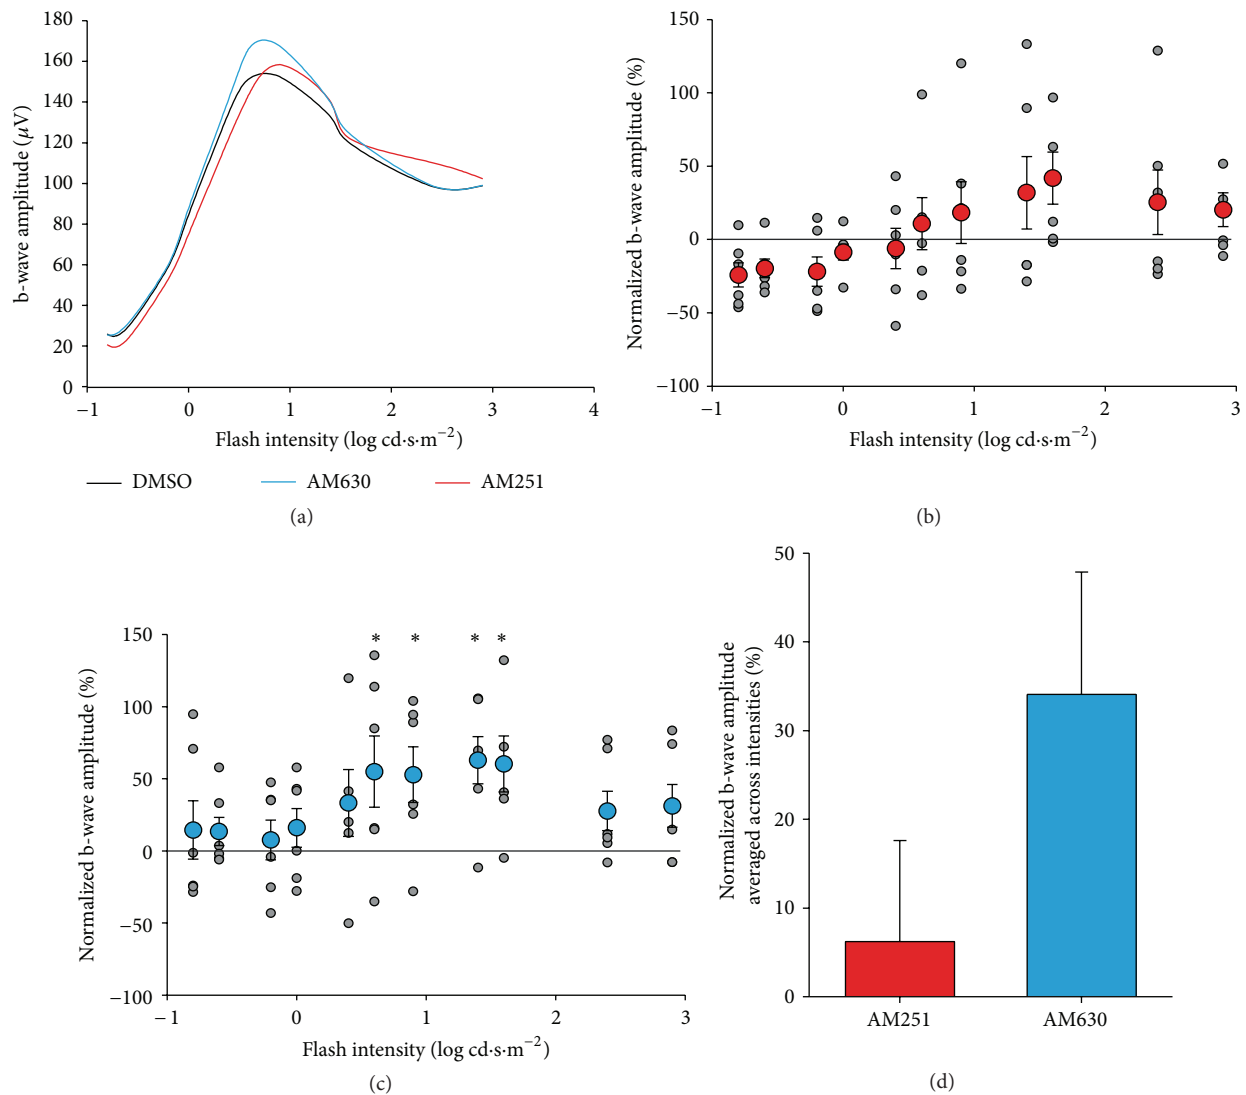 180
160
140
120
100
80
60
40
20
0
b-wave amplitude (μV)
−1 0 1 2 3 4
Flash intensity (log cd·s·m−2)
DMSO AM630 AM251
(a)
150
100
50
0
−50
−100
Normalized b-wave amplitude (%)
−1 0 1 2 3
Flash intensity (log cd·s·m−2)
(b)
150
100
50
0
−50
−100
Normalized b-wave amplitude (%)
* * * *
−1 0 1 2 3
Flash intensity (log cd·s·m−2)
(c)
50
40
30
20
10
0
Normalized b-wave amplitude
averaged across intensities (%)
AM251 AM630
(d)